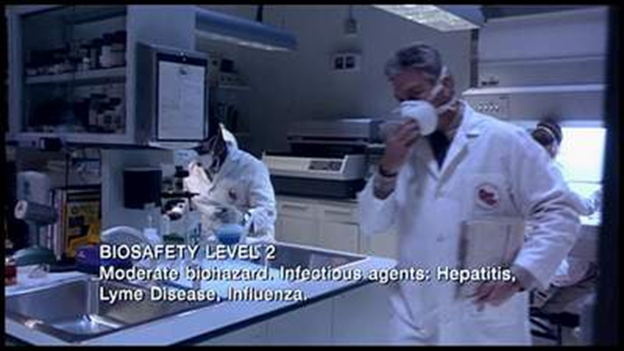 BIOSAFETY LEVEL 2
Moderate biohazard. Infectious agents: Hepatitis,
Lyme Disease, Influenza.